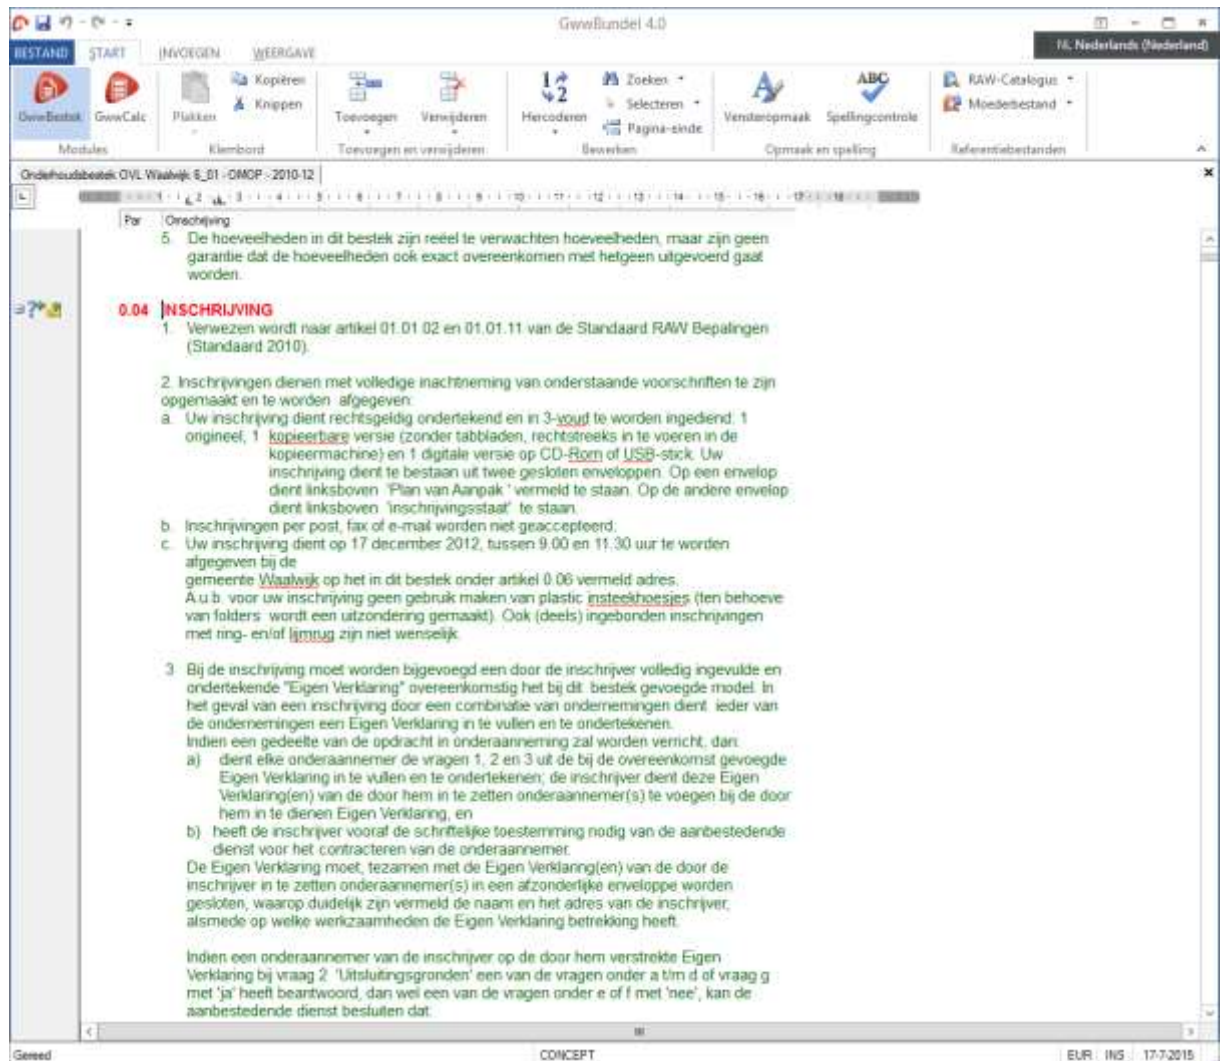 GwwBundel 4.0
BESTAND START INVOEGEN WEERGAVE
NL Nederlands (Nederland)
GwwBestek GwwCalc
Modules
Plakken
Kopiëren
Knippen
Klembord
Toevoegen Verwijderen
Toevoegen en verwijderen
Hercoderen
Zoeken
Selecteren
Pagina-einde
Bewerken
Vensteropmaak Spellingcontrole
Opmaak en spelling
RAW-Catalogus
Moederbestand
Referentiebestanden
Onderhoudsbestek OVL Waalwijk 6_01 - OMOP - 2010-12
Par Omschrijving
5. De hoeveelheden in dit bestek zijn reëel te verwachten hoeveelheden, maar zijn geen
garantie dat de hoeveelheden ook exact overeenkomen met hetgeen uitgevoerd gaat
worden.
0.04 INSCHRIJVING
1. Verwezen wordt naar artikel 01.01.02 en 01.01.11 van de Standaard RAW Bepalingen
(Standaard 2010).
2. Inschrijvingen dienen met volledige inachtneming van onderstaande voorschriften te zijn
opgemaakt en te worden afgegeven:
a. Uw inschrijving dient rechtsgeldig ondertekend en in 3-voud te worden ingediend: 1
origineel, 1 kopieerbare versie (zonder tabbladen, rechtstreeks in te voeren in de
kopieermachine) en 1 digitale versie op CD-Rom of USB-stick. Uw
inschrijving dient te bestaan uit twee gesloten enveloppen. Op een envelop
dient linksboven 'Plan van Aanpak ' vermeld te staan. Op de andere envelop
dient linksboven 'inschrijvingsstaat' te staan.
b. Inschrijvingen per post, fax of e-mail worden niet geaccepteerd;
c. Uw inschrijving dient op 17 december 2012, tussen 9.00 en 11.30 uur te worden
afgegeven bij de
gemeente Waalwijk op het in dit bestek onder artikel 0.06 vermeld adres.
A.u.b. voor uw inschrijving geen gebruik maken van plastic insteekhoesjes (ten behoeve
van folders wordt een uitzondering gemaakt). Ook (deels) ingebonden inschrijvingen
met ring- en/of lijmrug zijn niet wenselijk.
3. Bij de inschrijving moet worden bijgevoegd een door de inschrijver volledig ingevulde en
ondertekende "Eigen Verklaring" overeenkomstig het bij dit bestek gevoegde model. In
het geval van een inschrijving door een combinatie van ondernemingen dient ieder van
de ondernemingen een Eigen Verklaring in te vullen en te ondertekenen.
Indien een gedeelte van de opdracht in onderaanneming zal worden verricht, dan:
a) dient elke onderaannemer de vragen 1, 2 en 3 uit de bij de overeenkomst gevoegde
Eigen Verklaring in te vullen en te ondertekenen; de inschrijver dient deze Eigen
Verklaring(en) van de door hem in te zetten onderaannemer(s) te voegen bij de door
hem in te dienen Eigen Verklaring, en
b) heeft de inschrijver vooraf de schriftelijke toestemming nodig van de aanbestedende
dienst voor het contracteren van de onderaannemer.
De Eigen Verklaring moet, tezamen met de Eigen Verklaring(en) van de door de
inschrijver in te zetten onderaannemer(s) in een afzonderlijke enveloppe worden
gesloten, waarop duidelijk zijn vermeld de naam en het adres van de inschrijver,
alsmede op welke werkzaamheden de Eigen Verklaring betrekking heeft.
Indien een onderaannemer van de inschrijver op de door hem verstrekte Eigen
Verklaring bij vraag 2 'Uitsluitingsgronden' een van de vragen onder a t/m d of vraag g
met 'ja' heeft beantwoord, dan wel een van de vragen onder e of f met 'nee', kan de
aanbestedende dienst besluiten dat:
Gereed CONCEPT EUR INS 17-7-2015